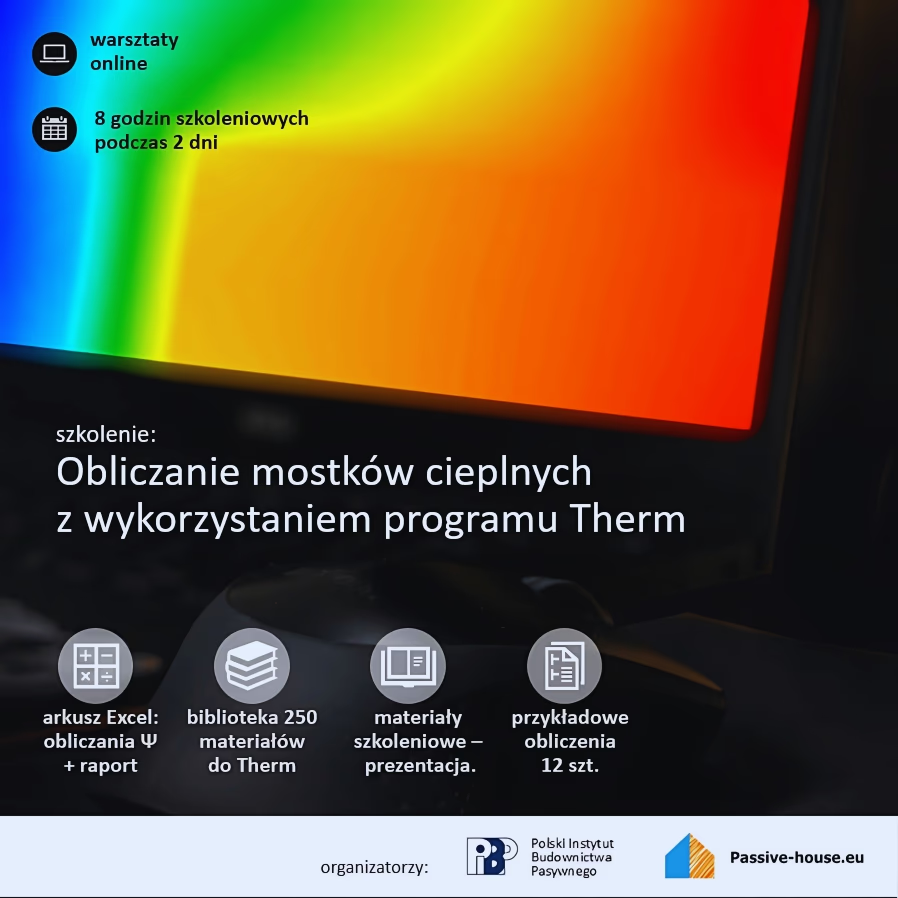 warsztaty
online
8 godzin szkoleniowych
podczas 2 dni
szkolenie:
Obliczanie mostków cieplnych
z wykorzystaniem programu Therm
arkusz Excel:
obliczania Ψ
+ raport
biblioteka 250
materiałów
do Therm
materiały
szkoleniowe –
prezentacja.
przykładowe
obliczenia
12 szt.
organizatorzy:
PIBP
Polski Instytut
Budownictwa
Pasywnego
Passive-house.eu